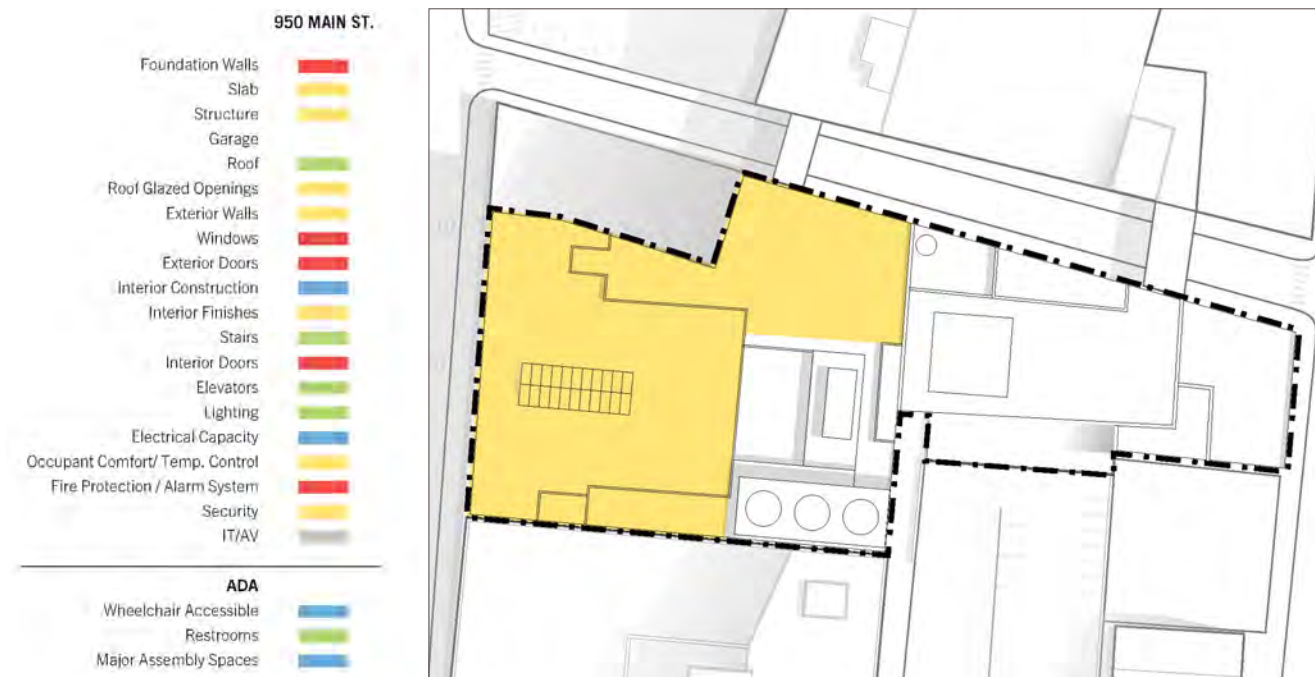 950 MAIN ST.
Foundation Walls
Slab
Structure
Garage
Roof
Roof Glazed Openings
Exterior Walls
Windows
Exterior Doors
Interior Construction
Interior Finishes
Stairs
Interior Doors
Elevators
Lighting
Electrical Capacity
Occupant Comfort/ Temp. Control
Fire Protection / Alarm System
Security
IT/AV
ADA
Wheelchair Accessible
Restrooms
Major Assembly Spaces